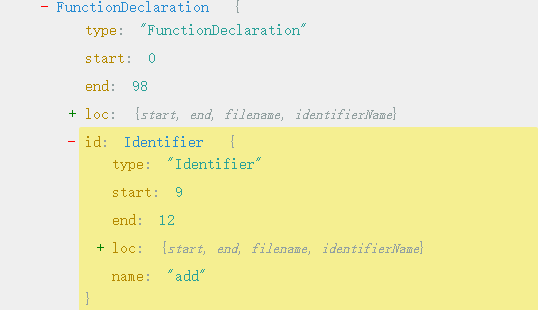 - FunctionDeclaration {
type: "FunctionDeclaration"
start: 0
end: 98
+ loc: {start, end, filename, identifierName}
- id: Identifier {
type: "Identifier"
start: 9
end: 12
+ loc: {start, end, filename, identifierName}
name: "add"
}